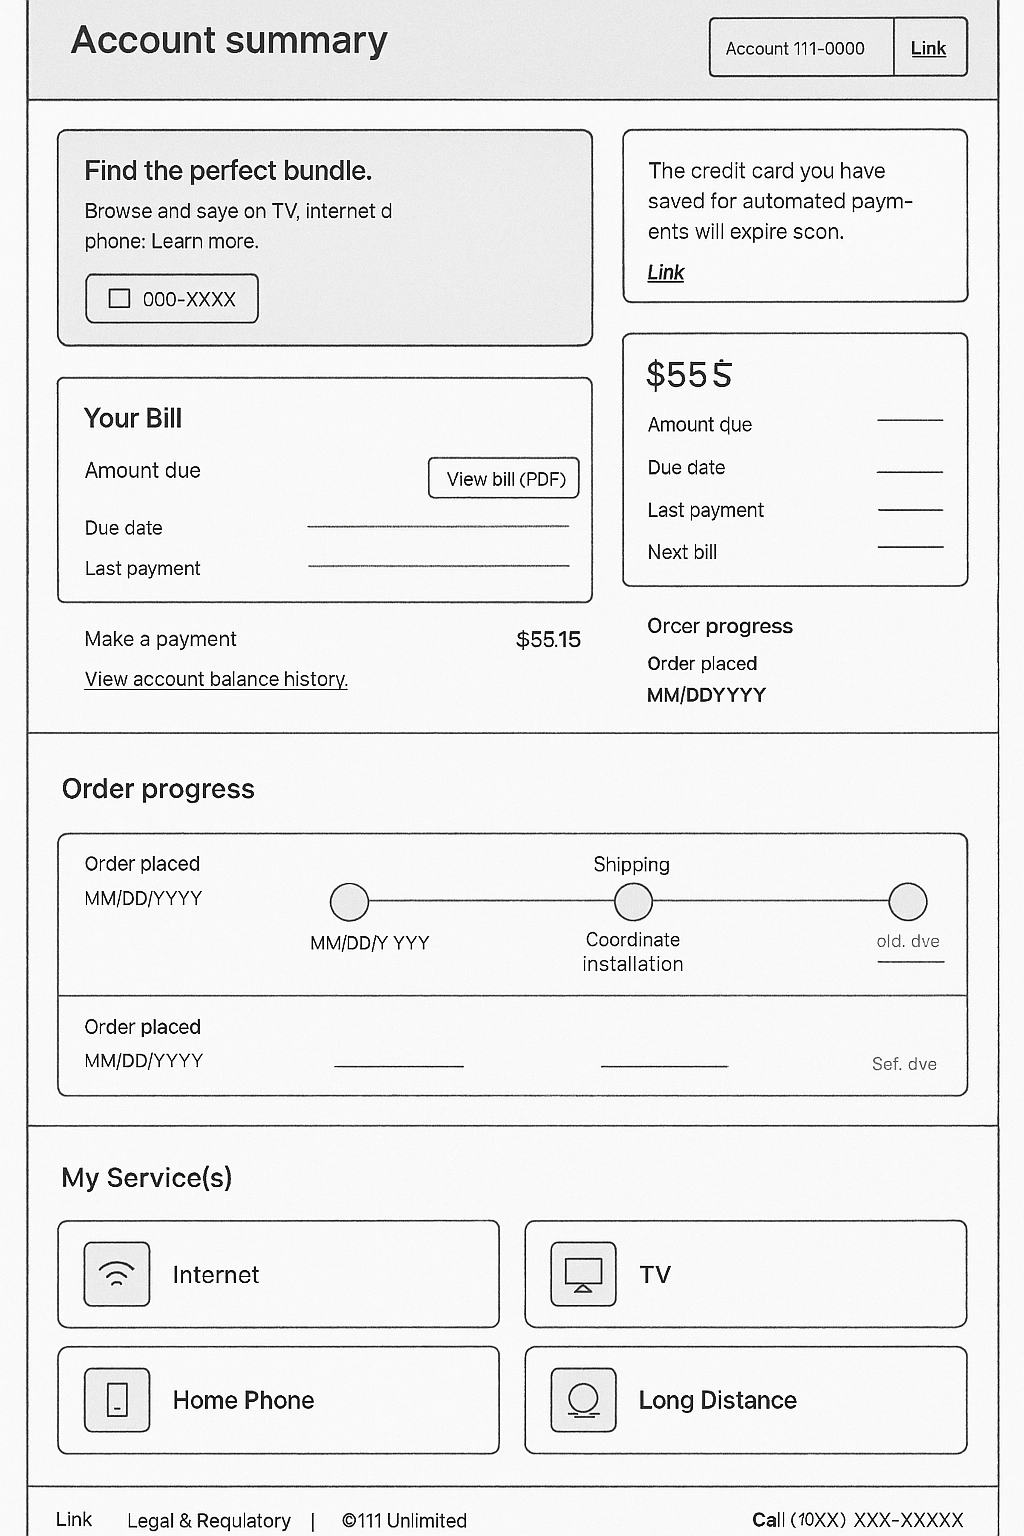 Account summary
Account 111-0000
Link
Find the perfect bundle.
Browse and saye on TV, internet d
phone: Learn more.
000-XXXX
The credit card you have
saved for automated paym-
ents will expire scon.
Link
Your Bill
Amount due
View bill (PDF)
Due date
Last payment
$55Ṡ
Amount due
Due date
Last payment
Next bill
Make a payment
$55.15
View account balance history.
Orcer progress
Order placed
MM/DDYYYY
Order progress
Order placed
MM/DD/YYYY
Shipping
MM/DD/Y YYY
Coordinate
installation
old. dve
Order placed
MM/DD/YYYY
Sef. dve
My Service(s)
Internet
TV
Home Phone
Long Distance
Link
Legal & Requlatory | ©111 Unlimited
Call (10XX) XXX-XXXXX